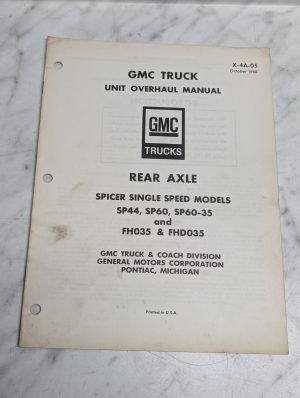 X-4A-05
October 1968
GMC TRUCK
UNIT OVERHAUL MANUAL
GMC
TRUCKS
REAR AXLE
SPICER SINGLE SPEED MODELS
SP44, SP60, SP60-35
and
FH035 & FHD035
GMC TRUCK & COACH DIVISION
GENERAL MOTORS CORPORATION
PONTIAC, MICHIGAN
Printed in U.S.A.